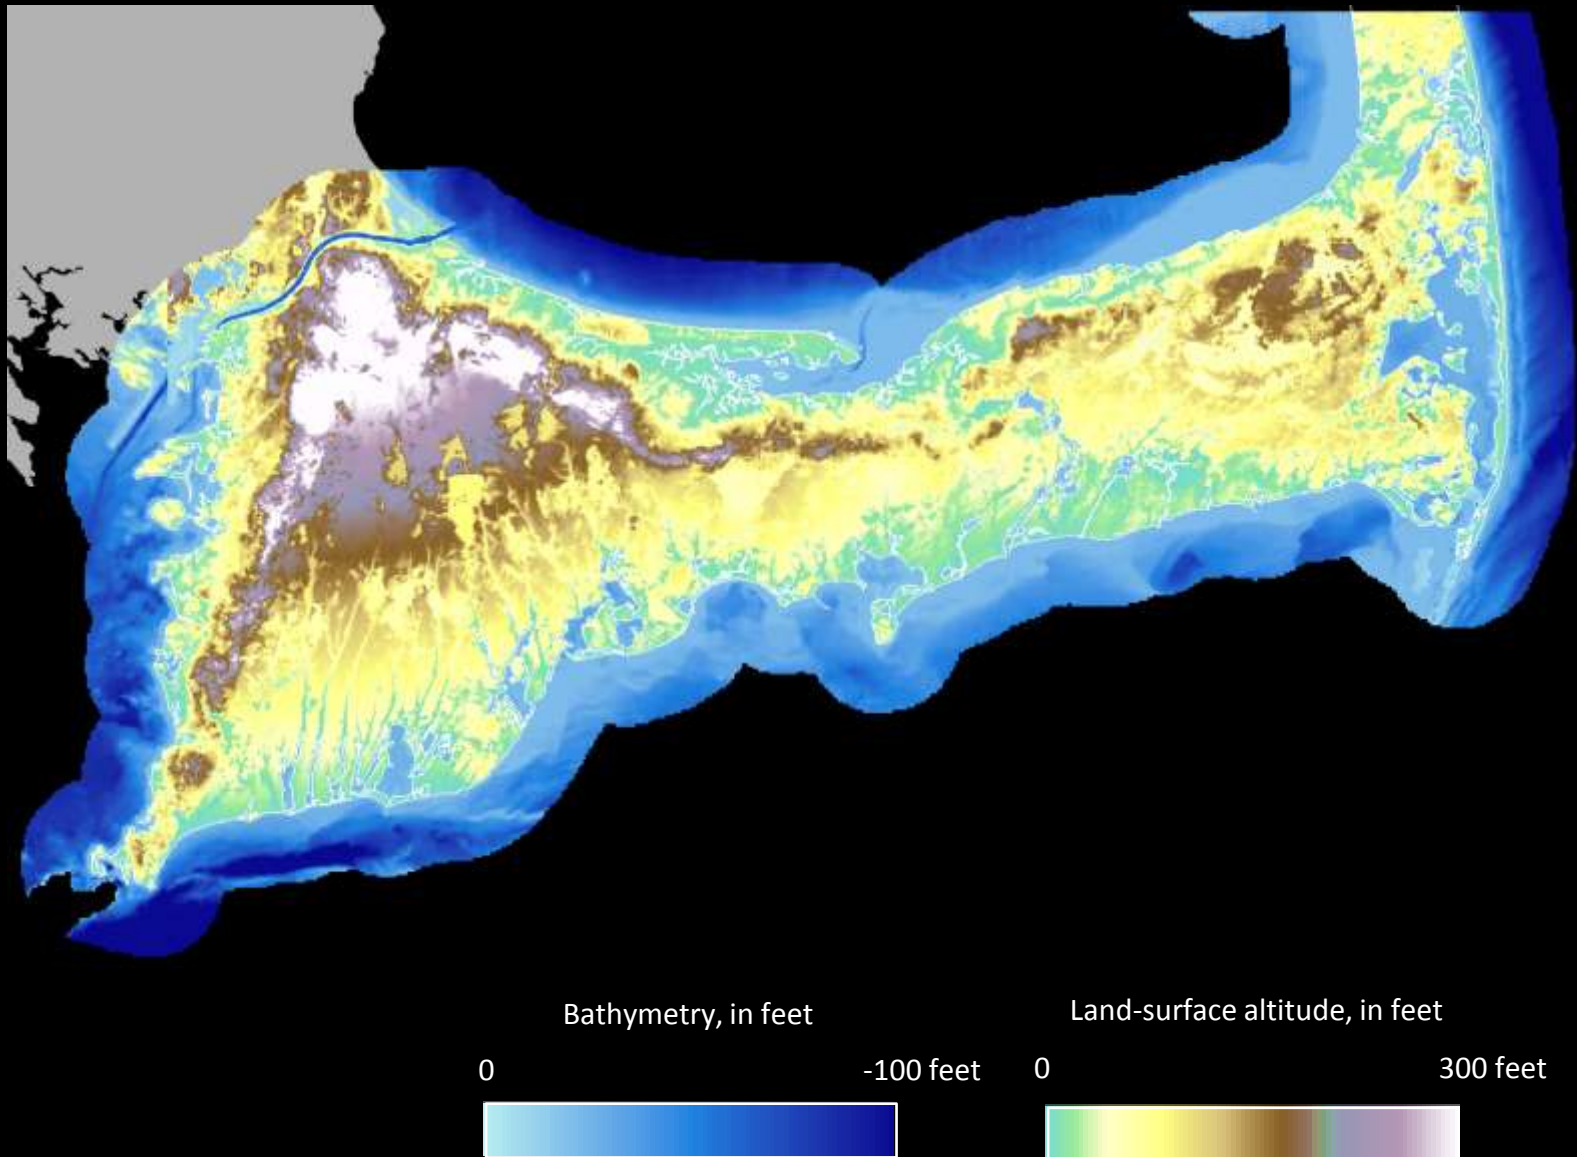 Bathymetry, in feet
0 -100 feet
Land-surface altitude, in feet
0 300 feet